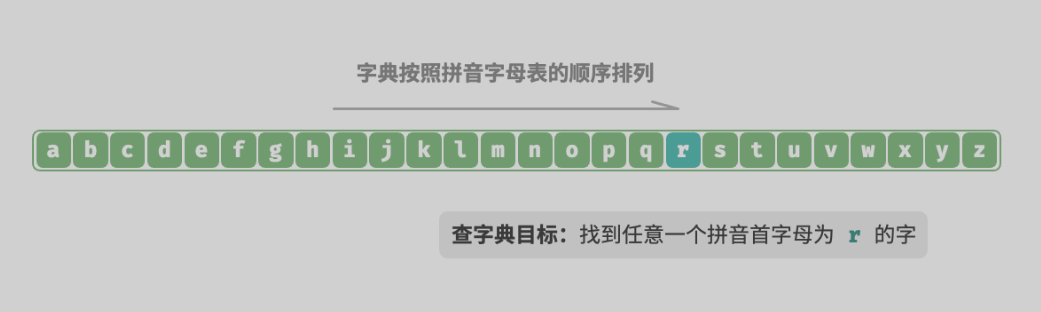 字典按照拼音字母表的顺序排列
a b c d e f g h i j k l m n o p q r s t u v w x y z
查字典目标：找到任意一个拼音首字母为 r 的字